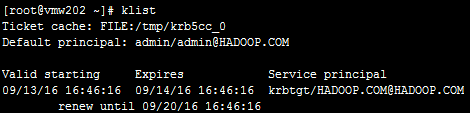 [root@vmw202 ~]# klist
Ticket cache: FILE:/tmp/krb5cc_0
Default principal: admin/admin@HADOOP.COM
Valid starting Expires Service principal
09/13/16 16:46:16 09/14/16 16:46:16 krbtgt/HADOOP.COM@HADOOP.COM
renew until 09/20/16 16:46:16